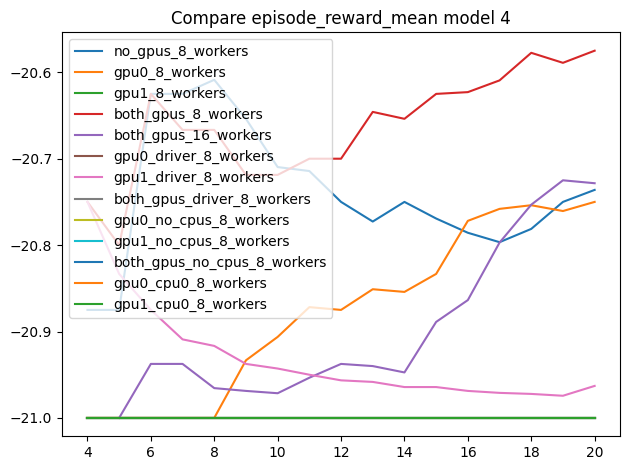 Compare episode_reward_mean model 4
no_gpus_8_workers
gpu0_8_workers
gpu1_8_workers
both_gpus_8_workers
both_gpus_16_workers
gpu0_driver_8_workers
gpu1_driver_8_workers
both_gpus_driver_8_workers
gpu0_no_cpus_8_workers
gpu1_no_cpus_8_workers
both_gpus_no_cpus_8_workers
gpu0_cpu0_8_workers
gpu1_cpu0_8_workers
−20.6
−20.7
−20.8
−20.9
−21.0
4 6 8 10 12 14 16 18 20